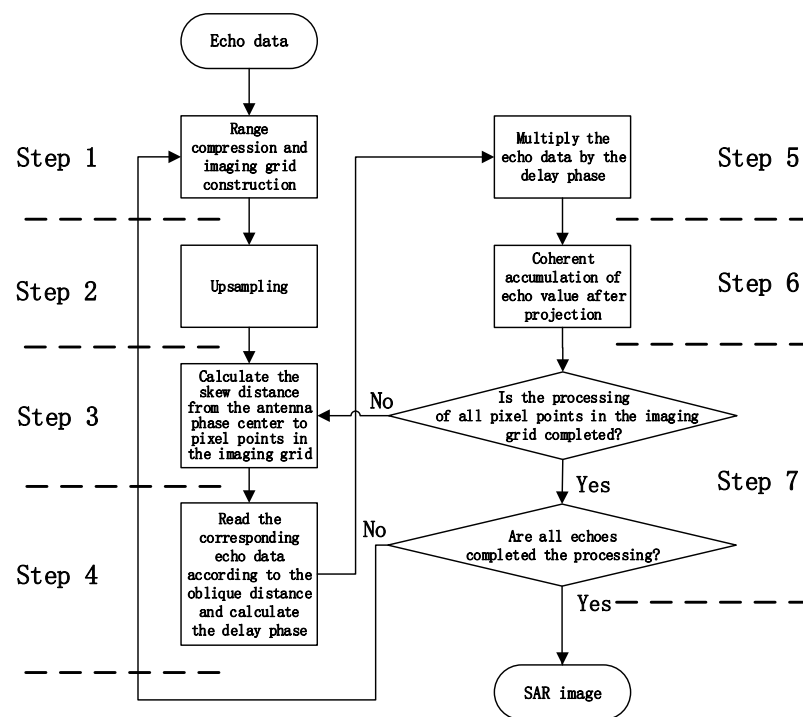 Echo data
Step 1
Range
compression and
imaging grid
construction
Step 2
Upsampling
Step 3
Calculate the
skew distance
from the antenna
phase center to
pixel points in
the imaging grid
Step 4
Read the
corresponding
echo data
according to the
oblique distance
and calculate
the delay phase
Multiply the
echo data by the
delay phase
Step 5
Coherent
accumulation of
echo value after
projection
Step 6
No
Is the processing
of all pixel points in the imaging
grid completed?
Yes
Step 7
No
Are all echoes
completed the processing?
Yes
SAR image